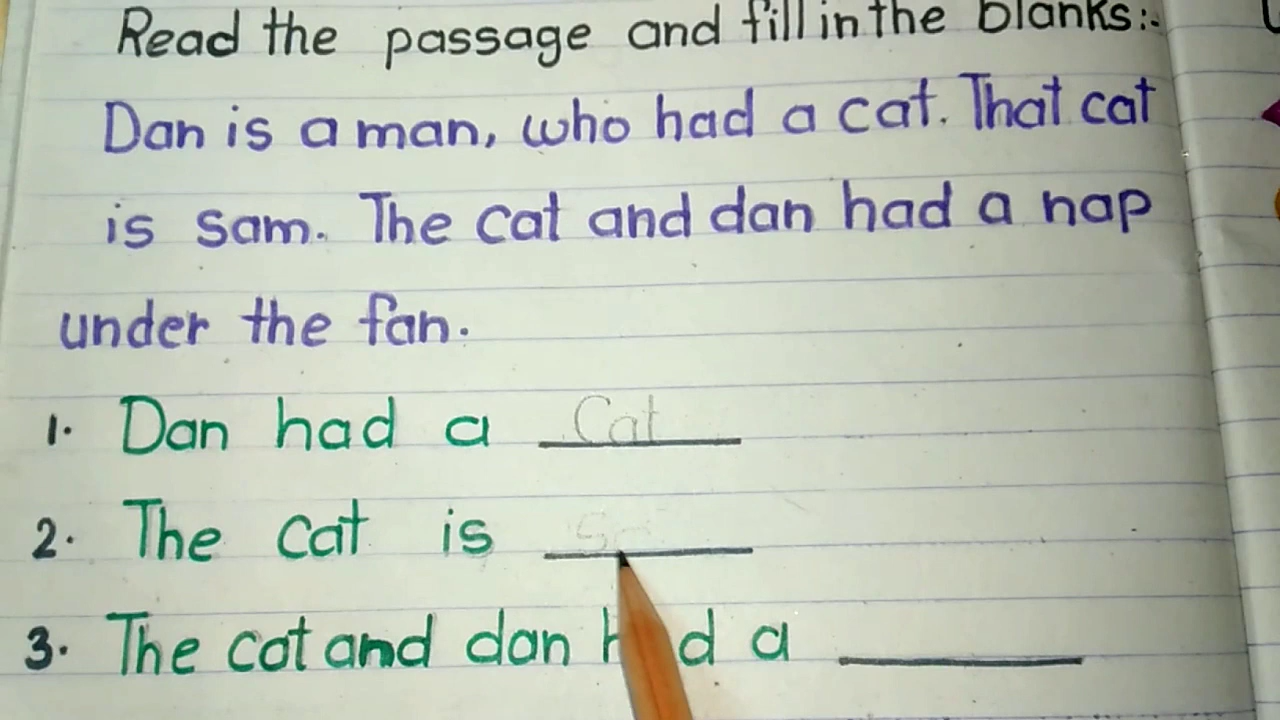 Read the passage and fill in the blanks:-
Dan is a man, who had a cat. That cat
is sam. The cat and dan had a nap
under the fan.
1. Dan had a Cat
2. The cat is
3. The cat and dan a